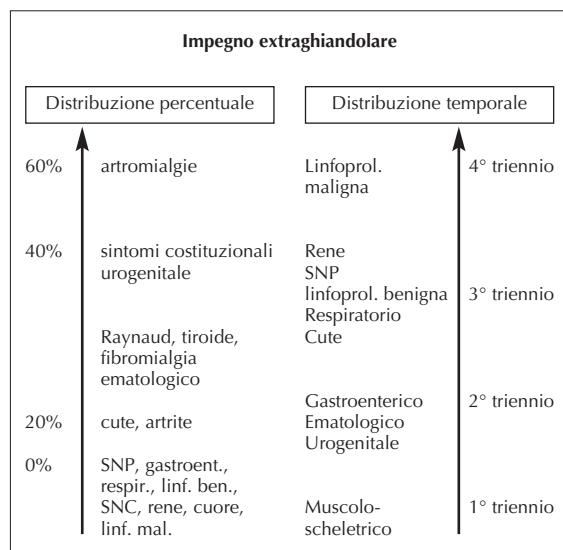 Impegno extraghiandolare
Distribuzione percentuale
60% artromialgie
40% sintomi costituzionali
urogenitale
Raynaud, tiroide,
fibromialgia
ematologico
20% cute, artrite
0% SNP, gastroent.,
respir., linf. ben.,
SNC, rene, cuore,
linf. mal.
Distribuzione temporale
Linfoprol. 4° triennio
maligna
Rene
SNP
linfoprol. benigna 3° triennio
Respiratorio
Cute
Gastroenterico 2° triennio
Ematologico
Urogenitale
Muscolo- 1° triennio
scheletrico